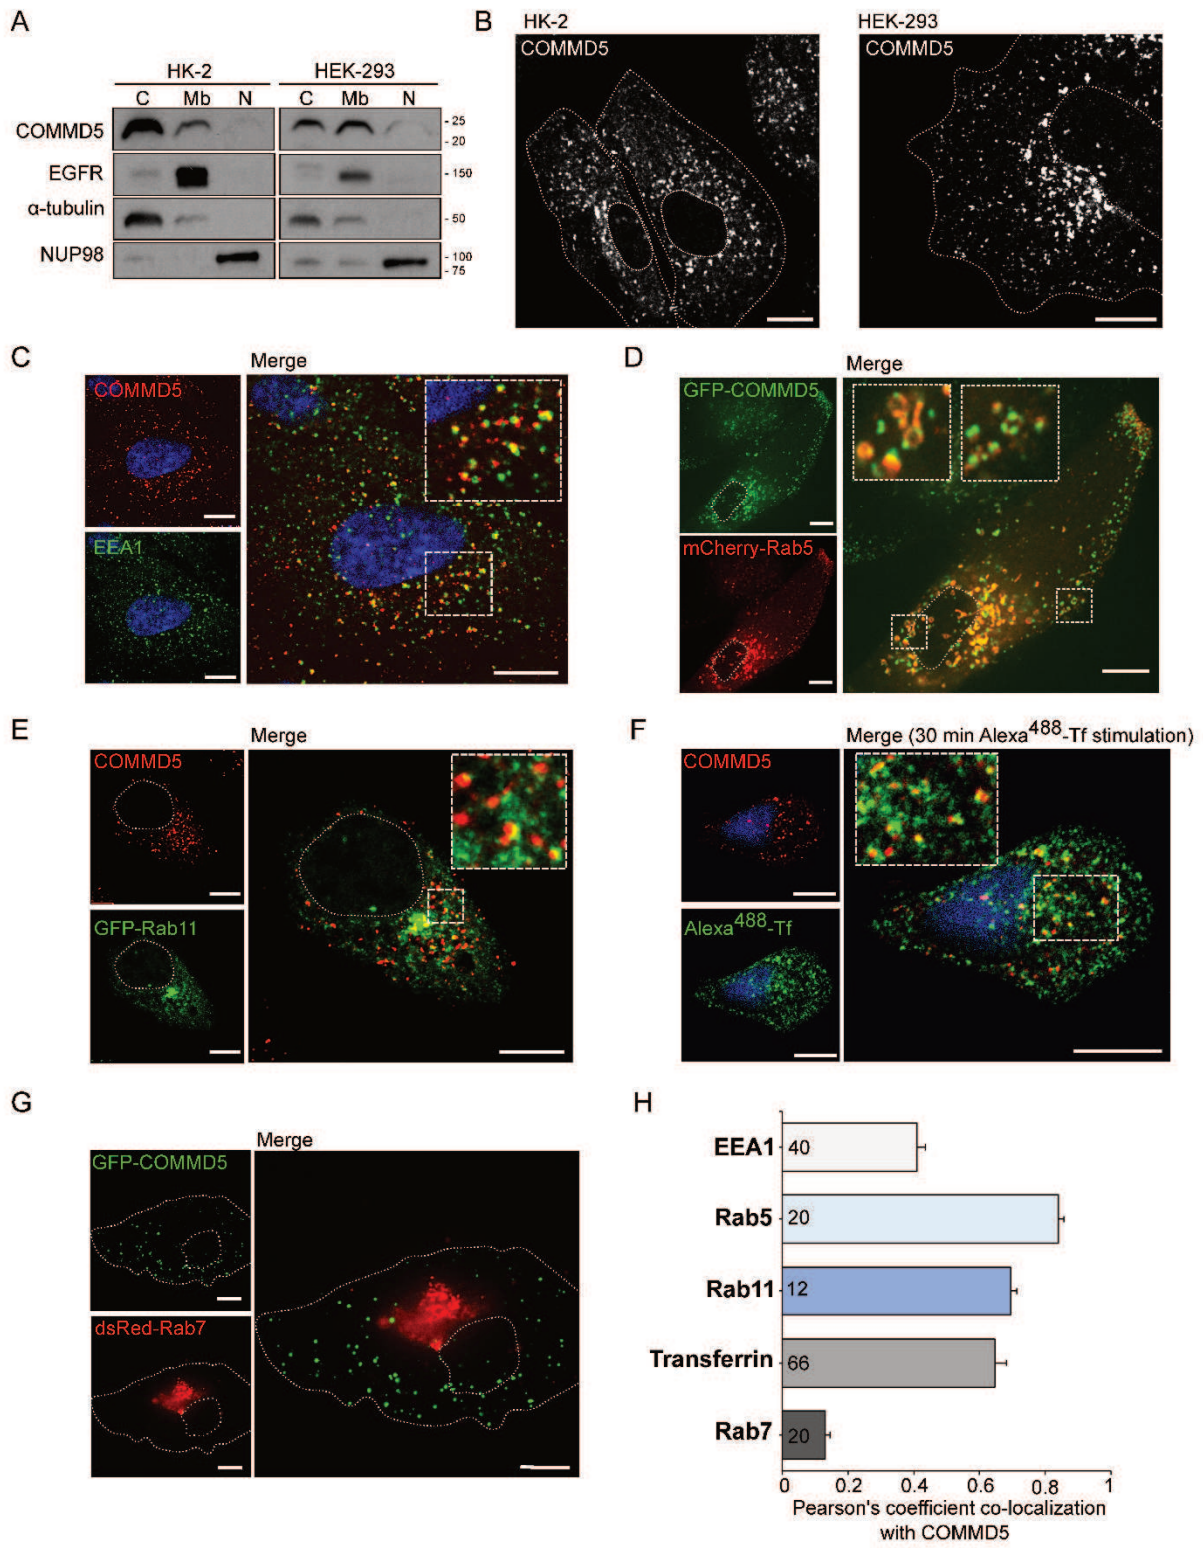 A
HK-2 HEK-293
C Mb N C Mb N
COMMD5
- 25
- 20
EGFR
- 150
α-tubulin
- 50
NUP98
- 100
- 75
B
HK-2
COMMD5
HEK-293
COMMD5
C
COMMD5
EEA1
Merge
D
GFP-COMMD5
mCherry-Rab5
Merge
E
COMMD5
GFP-Rab11
Merge
F
COMMD5
Alexa488-Tf
Merge (30 min Alexa488-Tf stimulation)
G
GFP-COMMD5
dsRed-Rab7
Merge
H
EEA1 40
Rab5 20
Rab11 12
Transferrin 66
Rab7 20
0 0.2 0.4 0.6 0.8 1
Pearson's coefficient co-localization
with COMMD5